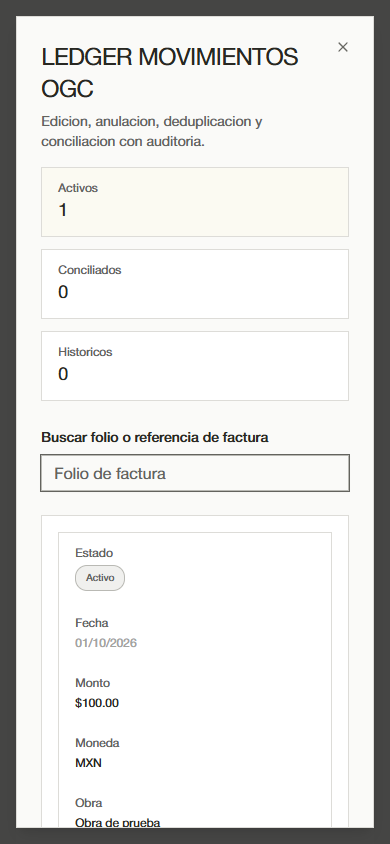 LEDGER MOVIMIENTOS
OGC
Edicion, anulacion, deduplicacion y
conciliacion con auditoria.
Activos
1
Conciliados
0
Historicos
0
Buscar folio o referencia de factura
Folio de factura
Estado
Activo
Fecha
01/10/2026
Monto
$100.00
Moneda
MXN
Obra
Obra de prueba